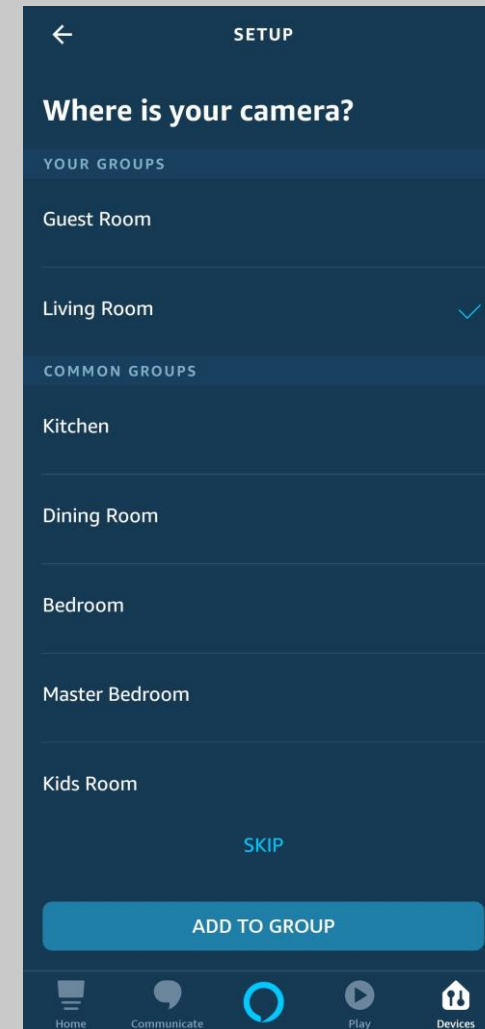 SETUP
Where is your camera?
YOUR GROUPS
Guest Room
Living Room
COMMON GROUPS
Kitchen
Dining Room
Bedroom
Master Bedroom
Kids Room
SKIP
ADD TO GROUP
Home Communicate Play Devices